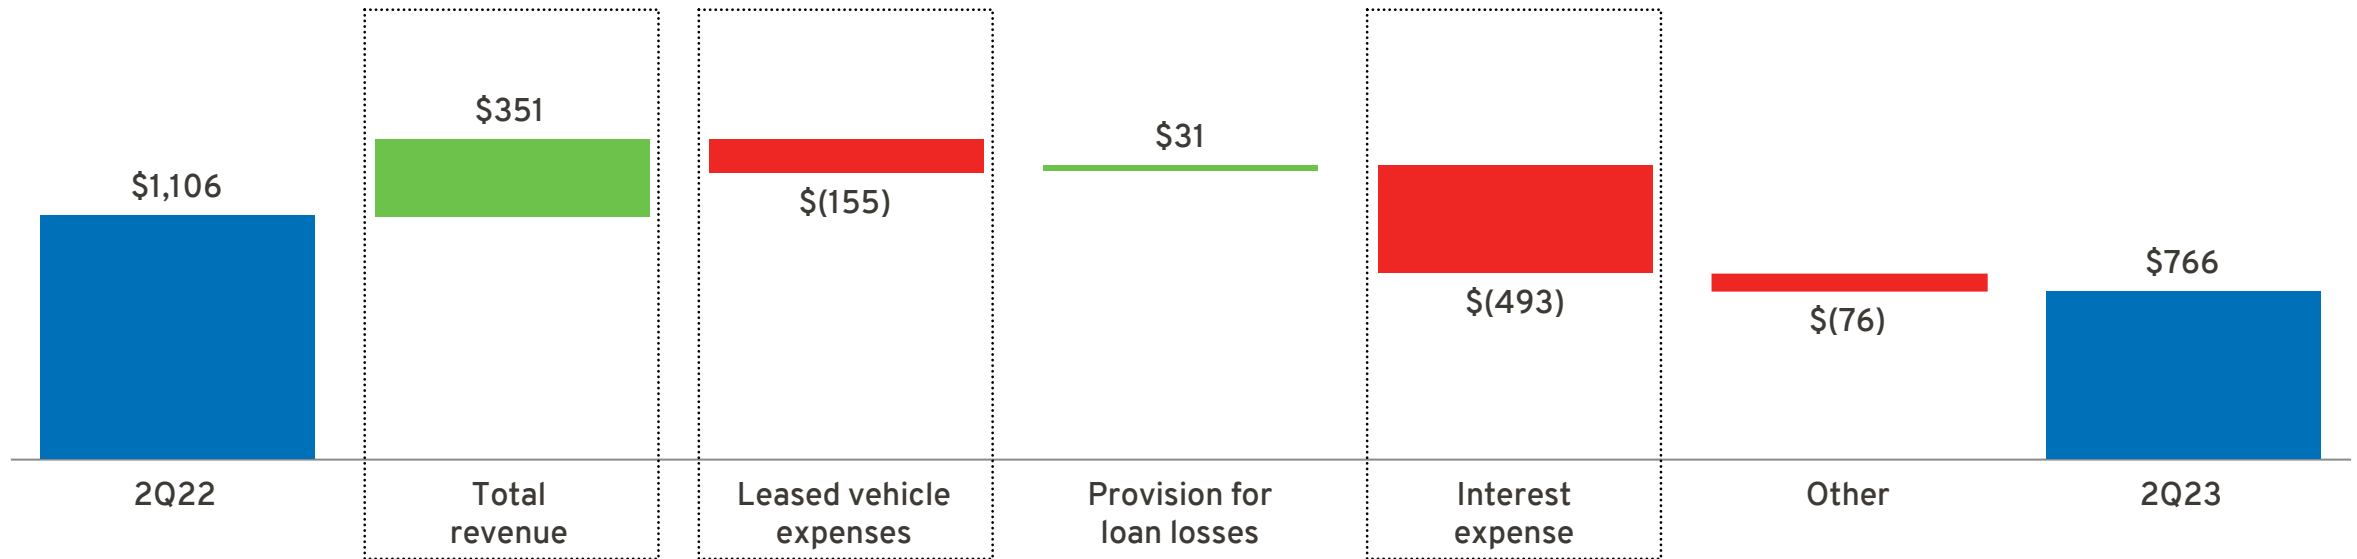 $1,106
$351
$(155)
$31
$(493)
$(76)
$766
2Q22
Total
revenue
Leased vehicle
expenses
Provision for
loan losses
Interest
expense
Other
2Q23